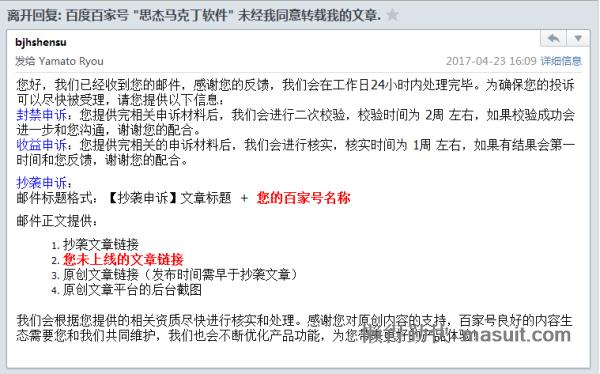 离开回复: 百度百家号 "思杰马克丁软件" 未经我同意转载我的文章.
bjhshensu
发给 Yamato Ryou 2017-04-23 16:09 详细信息
您好，我们已经收到您的邮件，感谢您的反馈，我们会在工作日24小时内处理完毕。为确保您的投诉
可以尽快被受理，请您提供以下信息：
封禁申诉：您提供完相关申诉材料后，我们会进行二次校验，校验时间为 2周 左右，如果校验成功会
进一步和您沟通，谢谢您的配合。
收益申诉：您提供完相关的申诉材料后，我们会进行核实，核实时间为 1周 左右，如果有结果会第一
时间和您反馈，谢谢您的配合。
抄袭申诉：
邮件标题格式：【抄袭申诉】文章标题 + 您的百家号名称
邮件正文提供：
1. 抄袭文章链接
2. 您未上线的文章链接
3. 原创文章链接（发布时间需早于抄袭文章）
4. 原创文章平台的后台截图
我们会根据您提供的相关资质尽快进行核实和处理。感谢您对原创内容的支持，百家号良好的内容生
态需要您和我们共同维护，我们也会不断优化产品功能，为您带来更好的产品体验！
masuit.com